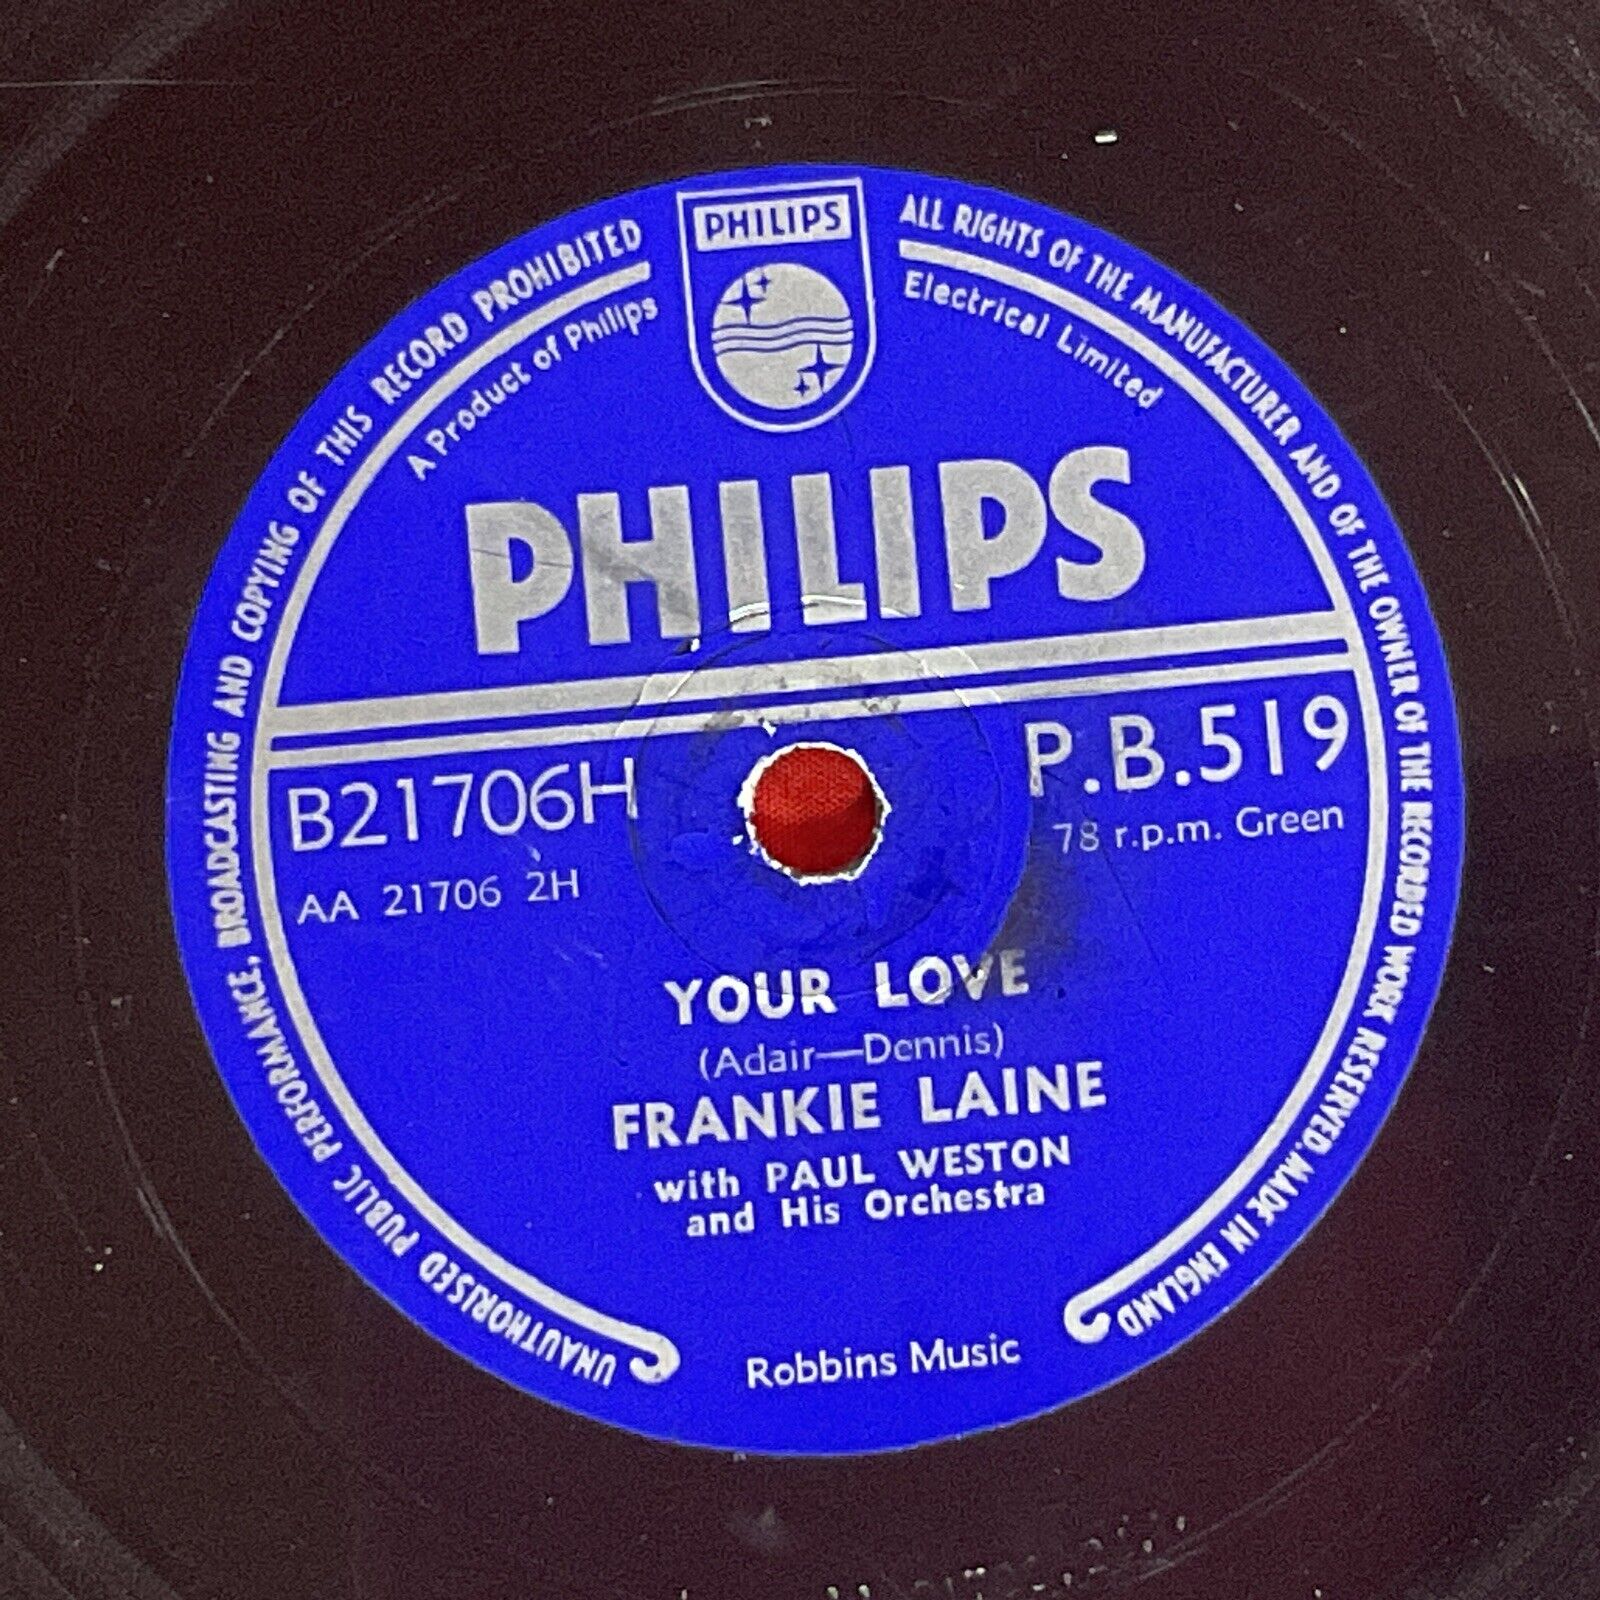 UNAUTHORISED PUBLIC PERFORMANCE, BROADCASTING AND COPYING OF THIS RECORD PROHIBITED
ALL RIGHTS OF THE MANUFACTURER AND OF THE OWNER OF THE RECORDED WORK RESERVED. MADE IN ENGLAND
PHILIPS
A Product of Philips Electrical Limited
PHILIPS
B21706H
P.B.519
AA 21706 2H
78 r.p.m. Green
YOUR LOVE
(Adair—Dennis)
FRANKIE LAINE
with PAUL WESTON
and His Orchestra
Robbins Music